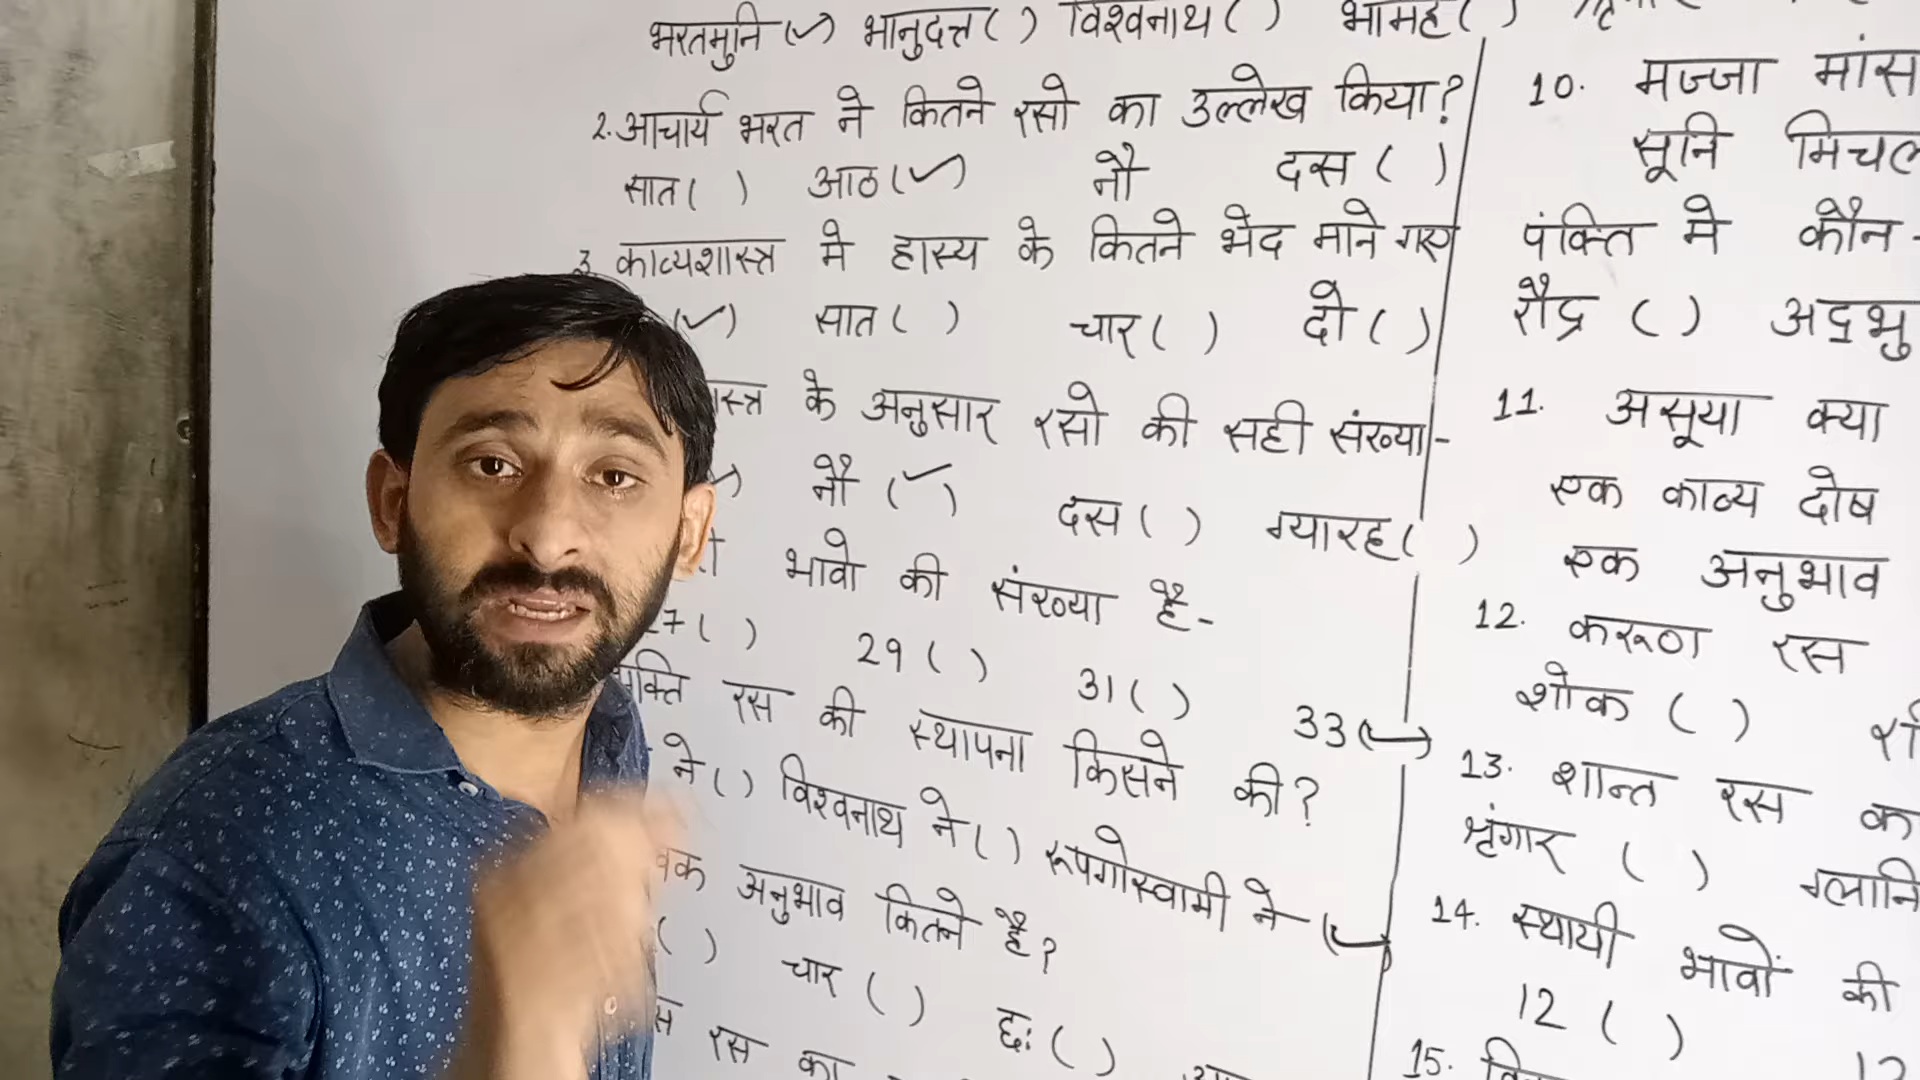 भरतमुनि (✓) भानुदत्त ( ) विश्वनाथ ( ) भामह ( )
2. आचार्य भरत ने कितने रसो का उल्लेख किया?
सात ( ) आठ (✓) नौ दस ( )
3. काव्यशास्त्र मे हास्य के कितने भेद माने गए
(✓) सात ( ) चार ( ) दो ( )
के अनुसार रसो की सही संख्या-
नौ (✓) दस ( ) ग्यारह ( )
भावो की संख्या है-
27 ( ) 29 ( ) 31 ( ) 33 (✓)
रस की स्थापना किसने की?
ने ( ) विश्वनाथ ने ( ) रूपगोस्वामी ने (✓)
अनुभाव कितने है?
( ) चार ( ) छः ( )
रस का
10. मज्जा मांस
सूनि मिचल
पंक्ति मे कौन-
रौद्र ( ) अद्भु
11. असूया क्या
एक काव्य दोष
एक अनुभाव
12. करूण रस
शोक ( )
13. शान्त रस क
श्रृंगार ( ) ग्लानि
14. स्थायी भावों की
12 ( )
15.